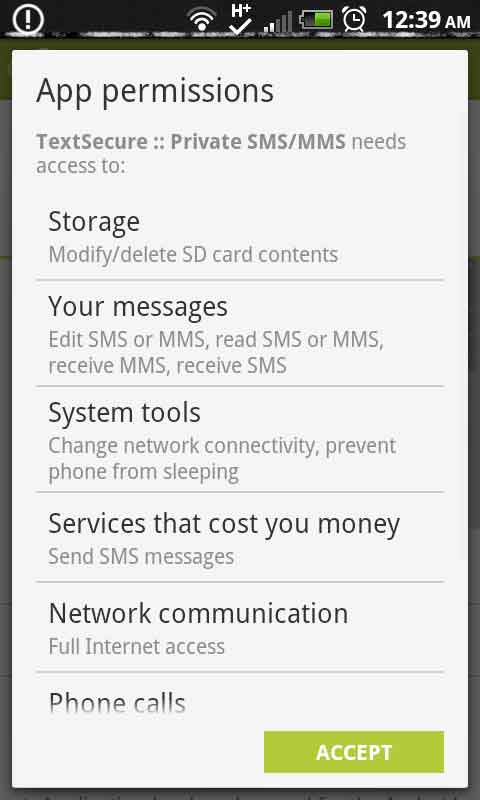 H+
12:39 AM
App permissions
TextSecure :: Private SMS/MMS needs
access to:
Storage
Modify/delete SD card contents
Your messages
Edit SMS or MMS, read SMS or MMS,
receive MMS, receive SMS
System tools
Change network connectivity, prevent
phone from sleeping
Services that cost you money
Send SMS messages
Network communication
Full Internet access
Phone calls
ACCEPT